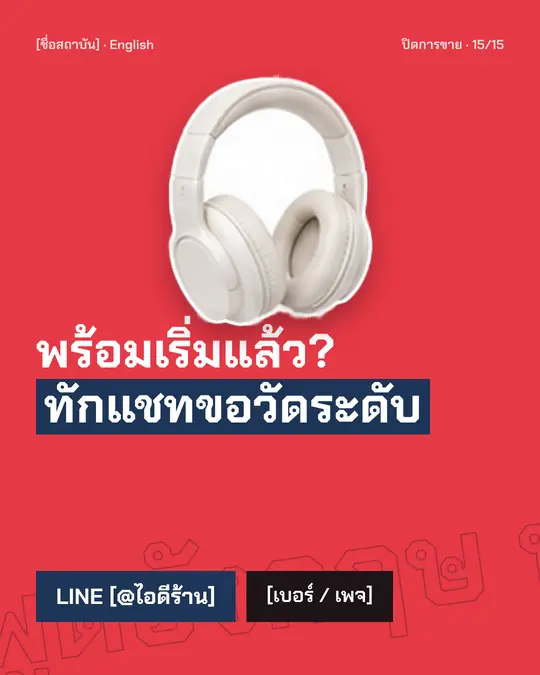 [ชื่อสถาบัน] · English
ปิดการขาย · 15/15
พร้อมเริ่มแล้ว?
ทักแชทขอวัดระดับ
LINE [@ไอดีร้าน]
[เบอร์ / เพจ]